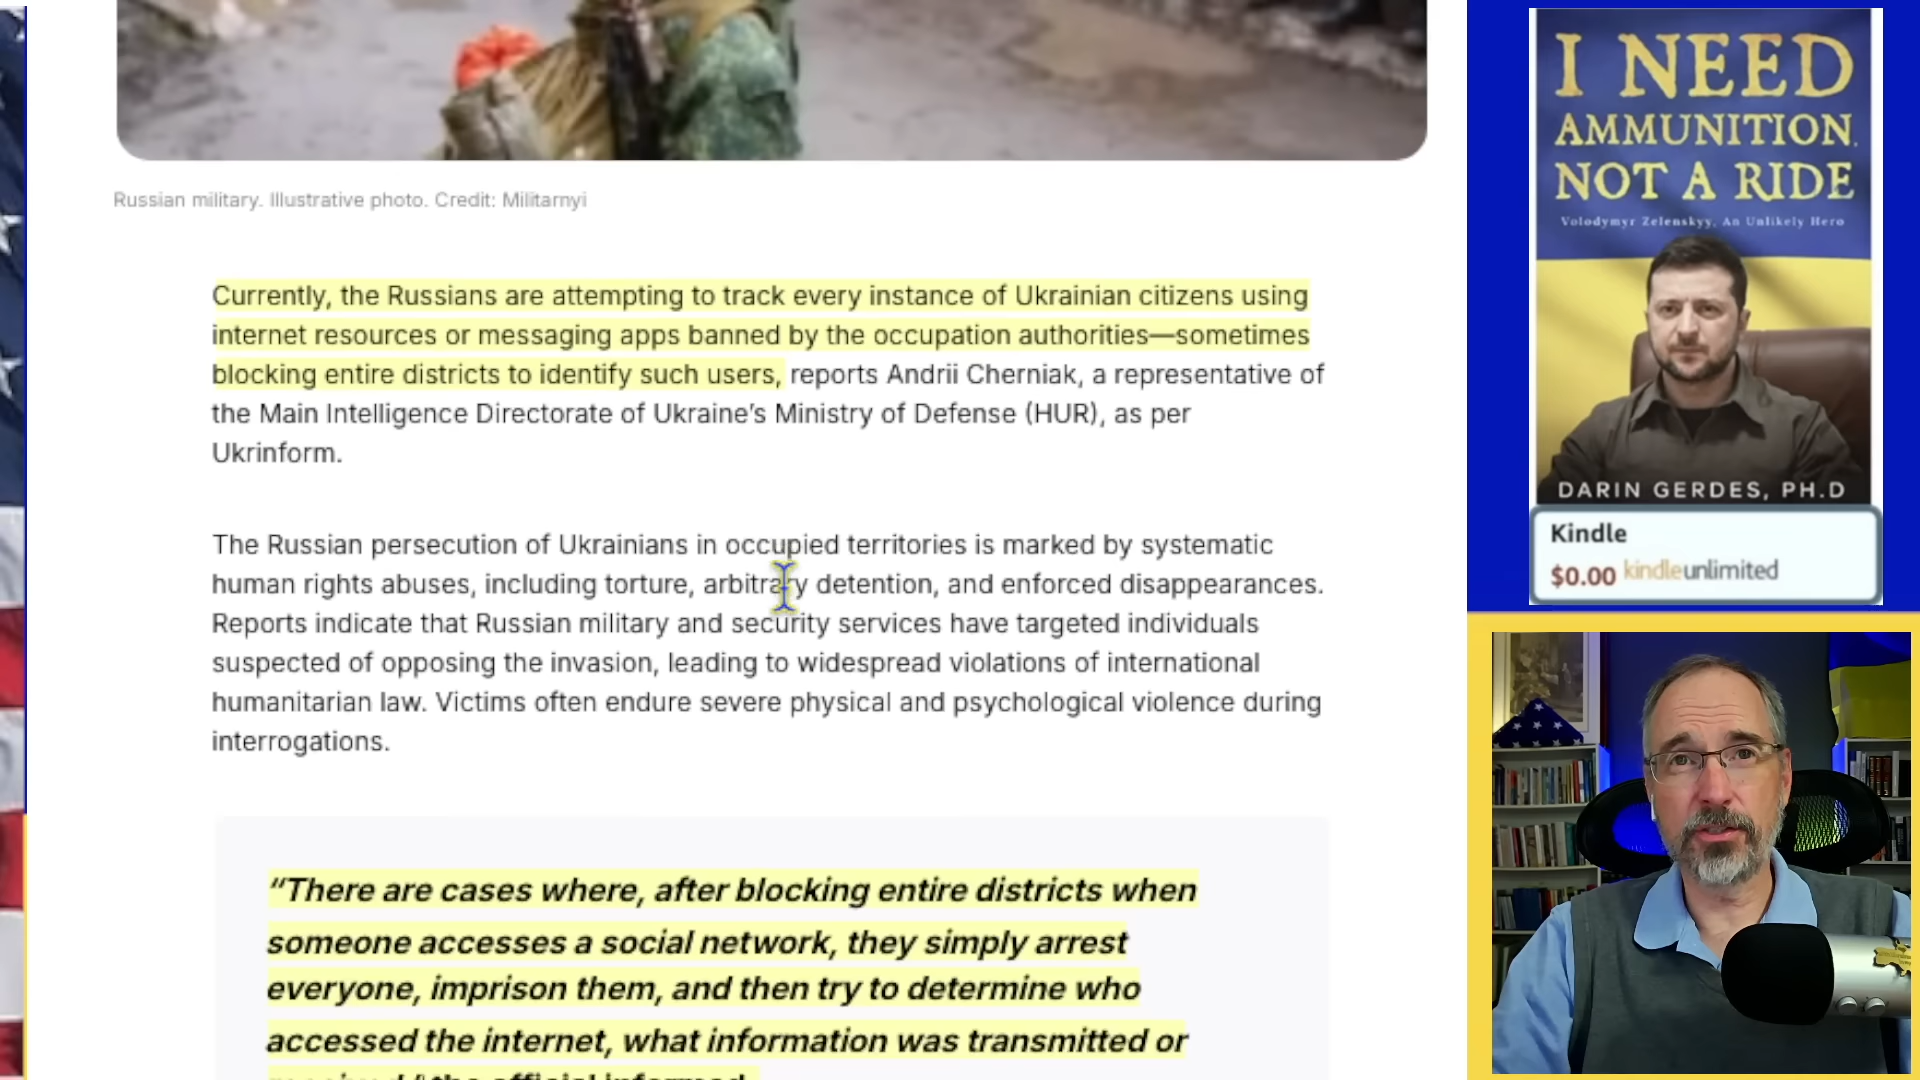 Russian military. Illustrative photo. Credit: Militarnyi
Currently, the Russians are attempting to track every instance of Ukrainian citizens using
internet resources or messaging apps banned by the occupation authorities—sometimes
blocking entire districts to identify such users, reports Andrii Cherniak, a representative of
the Main Intelligence Directorate of Ukraine’s Ministry of Defense (HUR), as per
Ukrinform.
The Russian persecution of Ukrainians in occupied territories is marked by systematic
human rights abuses, including torture, arbitrary detention, and enforced disappearances.
Reports indicate that Russian military and security services have targeted individuals
suspected of opposing the invasion, leading to widespread violations of international
humanitarian law. Victims often endure severe physical and psychological violence during
interrogations.
“There are cases where, after blocking entire districts when
someone accesses a social network, they simply arrest
everyone, imprison them, and then try to determine who
accessed the internet, what information was transmitted or
the official informed.
I NEED
AMMUNITION,
NOT A RIDE
Volodymyr Zelenskyy, An Unlikely Hero
DARIN GERDES, PH.D
Kindle
$0.00 kindleunlimited